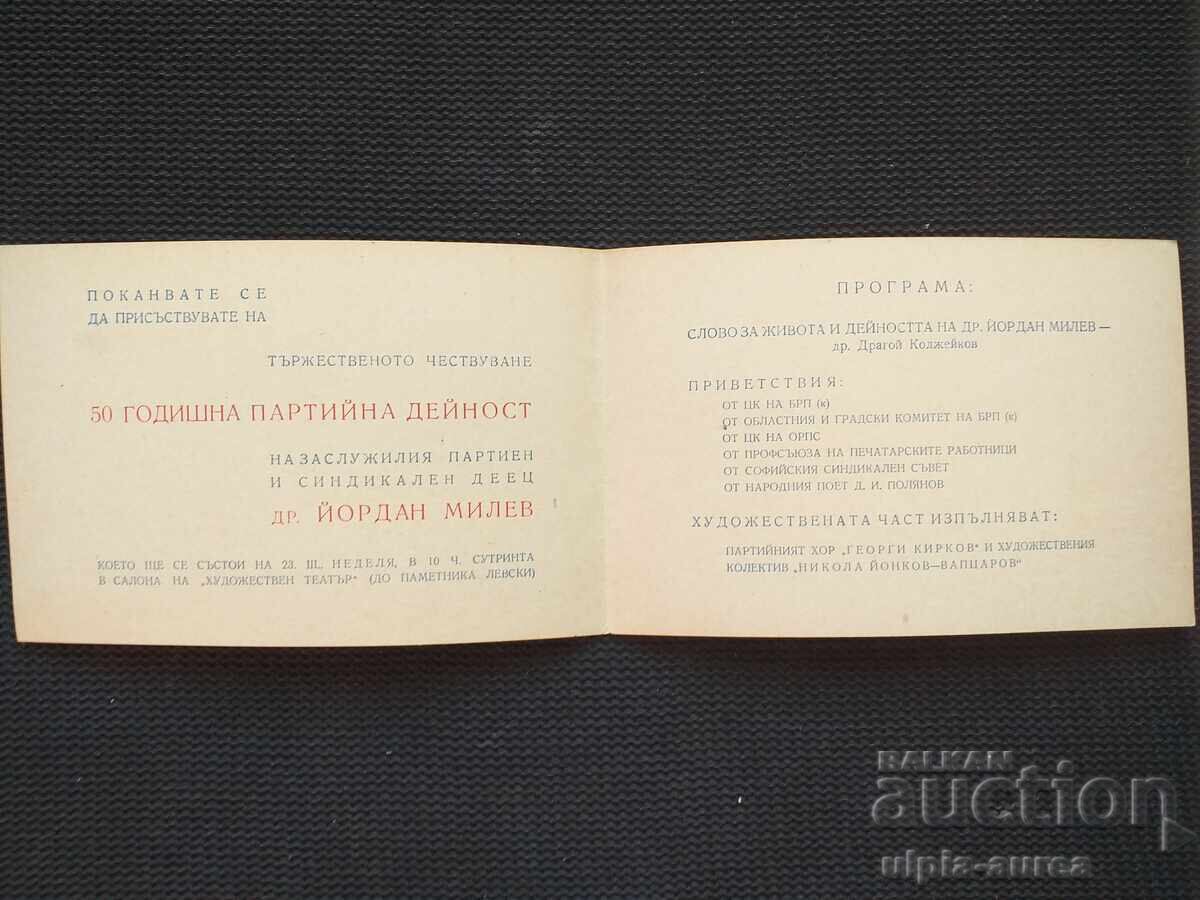 ПОКАНВАТЕ СЕ
ДА ПРИСЪСТВУВАТЕ НА
ТЪРЖЕСТВЕНОТО ЧЕСТВУВАНЕ
50 ГОДИШНА ПАРТИЙНА ДЕЙНОСТ
НА ЗАСЛУЖИЛИЯ ПАРТИЕН
И СИНДИКАЛЕН ДЕЕЦ
ДР. ЙОРДАН МИЛЕВ
КОЕТО ЩЕ СЕ СЪСТОИ НА 23. III., НЕДЕЛЯ, В 10 Ч. СУТРИНТА
В САЛОНА НА „ХУДОЖЕСТВЕН ТЕАТЪР" (ДО ПАМЕТНИКА ЛЕВСКИ)
ПРОГРАМА:
СЛОВО ЗА ЖИВОТА И ДЕЙНОСТТА НА ДР. ЙОРДАН МИЛЕВ —
др. Драгой Колжейков
ПРИВЕТСТВИЯ:
ОТ ЦК НА БРП (к)
ОТ ОБЛАСТНИЯ И ГРАДСКИ КОМИТЕТ НА БРП (к)
ОТ ЦК НА ОРПС
ОТ ПРОФСЪЮЗА НА ПЕЧАТАРСКИТЕ РАБОТНИЦИ
ОТ СОФИЙСКИЯ СИНДИКАЛЕН СЪВЕТ
ОТ НАРОДНИЯ ПОЕТ Д. И. ПОЛЯНОВ
ХУДОЖЕСТВЕНАТА ЧАСТ ИЗПЪЛНЯВАТ:
ПАРТИЙНИЯТ ХОР „ГЕОРГИ КИРКОВ" И ХУДОЖЕСТВЕНИЯ
КОЛЕКТИВ „НИКОЛА ЙОНКОВ—ВАПЦАРОВ"
BALKAN
auction
ulpia-aurea